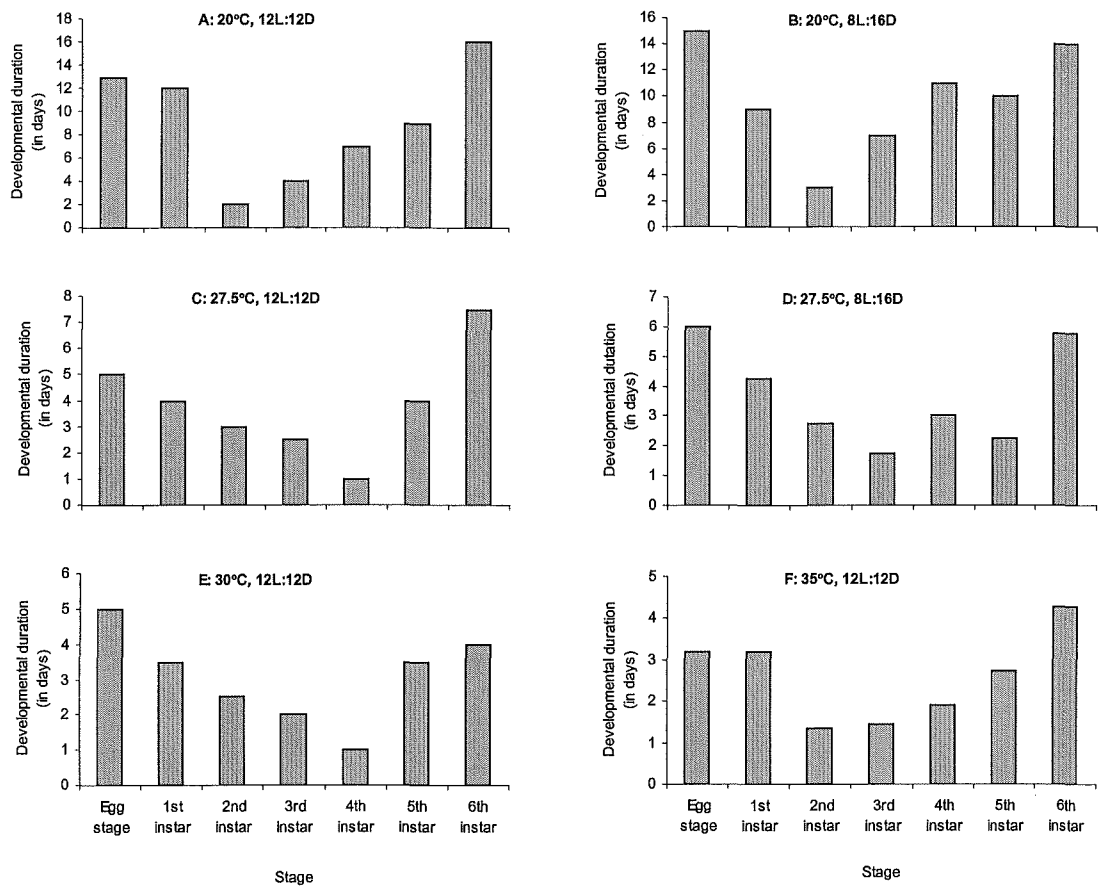 A: 20ºC, 12L:12D
Developmental duration
(in days)
18
16
14
12
10
8
6
4
2
0
B: 20ºC, 8L:16D
Developmental duration
(in days)
16
14
12
10
8
6
4
2
0
C: 27.5ºC, 12L:12D
Developmental duration
(in days)
8
7
6
5
4
3
2
1
0
D: 27.5ºC, 8L:16D
Developmental dutation
(in days)
7
6
5
4
3
2
1
0
E: 30ºC, 12L:12D
Developmental duration
(in days)
6
5
4
3
2
1
0
Egg stage
1st instar
2nd instar
3rd instar
4th instar
5th instar
6th instar
Stage
F: 35ºC, 12L:12D
Developmental duration
(in days)
5
4
3
2
1
0
Egg stage
1st instar
2nd instar
3rd instar
4th instar
5th instar
6th instar
Stage